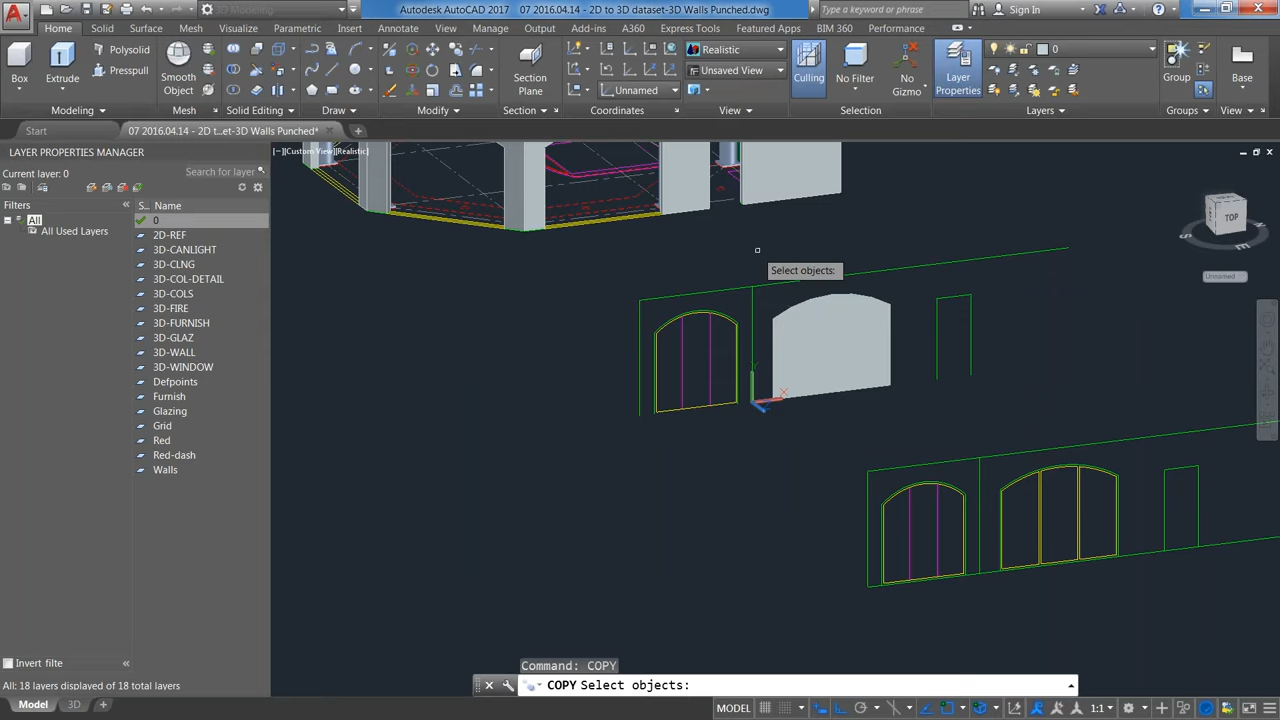 Autodesk AutoCAD 2017 07 2016.04.14 - 2D to 3D dataset-3D Walls Punched.dwg
Type a keyword or phrase
Sign In
Home Solid Surface Mesh Visualize Parametric Insert Annotate View Manage Output Add-ins A360 Express Tools Featured Apps BIM 360 Performance
Box
Extrude
Polysolid
Presspull
Smooth
Object
Section
Plane
Realistic
Unsaved View
Unnamed
Culling
No Filter
No
Gizmo
Layer
Properties
0
Group
Base
Modeling
Mesh
Solid Editing
Draw
Modify
Section
Coordinates
View
Selection
Layers
Groups
View
Start
07 2016.04.14 - 2D t...et-3D Walls Punched*
LAYER PROPERTIES MANAGER
[−][Custom View][Realistic]
Current layer: 0
Search for layer
Filters
S.. Name
All
All Used Layers
0
2D-REF
3D-CANLIGHT
3D-CLNG
3D-COL-DETAIL
3D-COLS
3D-FIRE
3D-FURNISH
3D-GLAZ
3D-WALL
3D-WINDOW
Defpoints
Furnish
Glazing
Grid
Red
Red-dash
Walls
TOP
S
E
Unnamed
Select objects:
Invert filte
All: 18 layers displayed of 18 total layers
Command: COPY
COPY Select objects:
Model 3D
MODEL
1:1